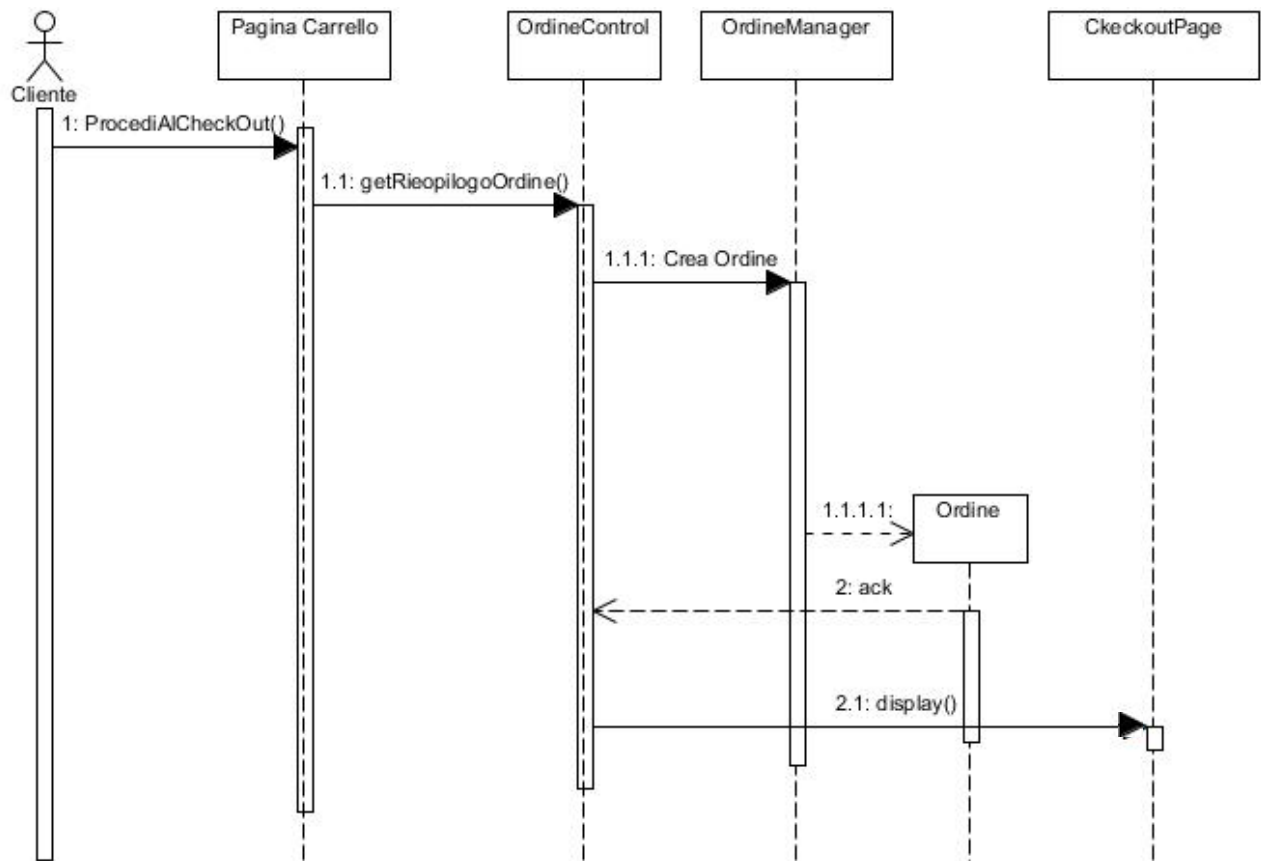 Pagina Carrello
OrdineControl
OrdineManager
CkeckoutPage
Cliente
1: ProcediAlCheckOut()
1.1: getRieopilogoOrdine()
1.1.1: Crea Ordine
1.1.1.1:
Ordine
2: ack
2.1: display()